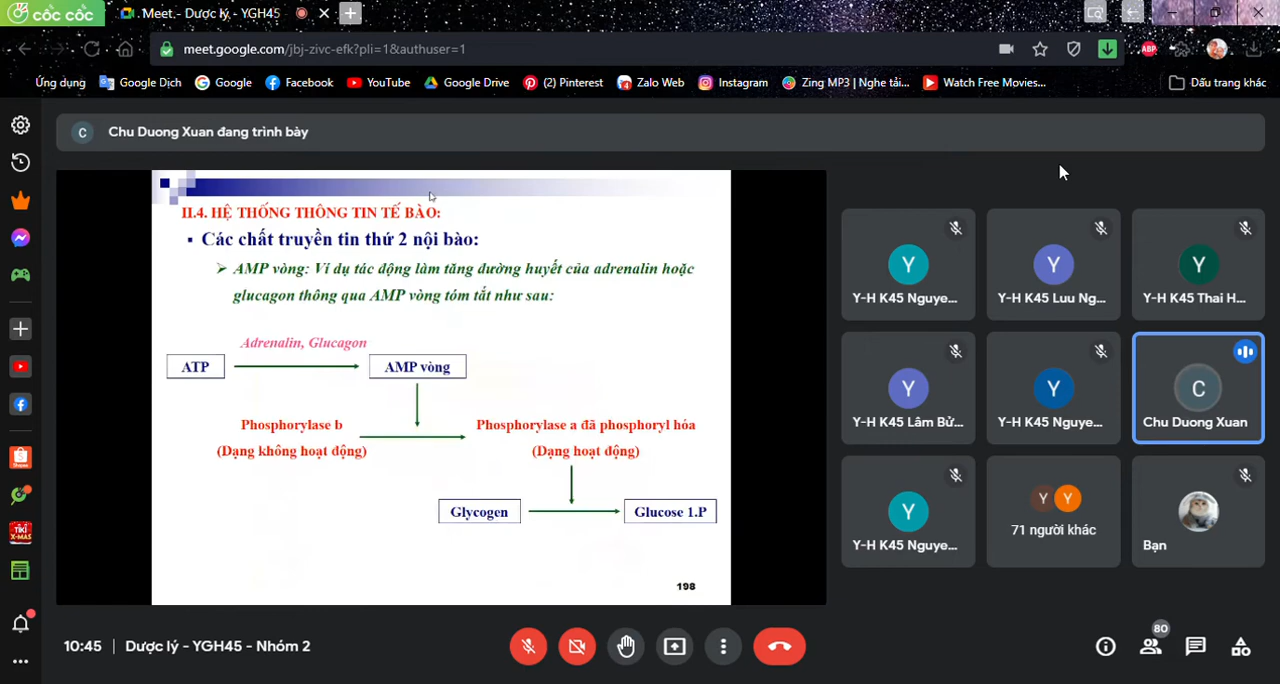 cốc cốc
Meet - Dược lý - YGH45
meet.google.com/jbj-zivc-efk?pli=1&authuser=1
ABP
Ứng dụng
Google Dịch
Google
Facebook
YouTube
Google Drive
(2) Pinterest
Zalo Web
Instagram
Zing MP3 | Nghe tải...
Watch Free Movies...
Dấu trang khác
C
Chu Duong Xuan đang trình bày
II.4. HỆ THỐNG THÔNG TIN TẾ BÀO:
Các chất truyền tin thứ 2 nội bào:
AMP vòng: Ví dụ tác động làm tăng đường huyết của adrenalin hoặc
glucagon thông qua AMP vòng tóm tắt như sau:
Adrenalin, Glucagon
ATP
AMP vòng
Phosphorylase b
(Dạng không hoạt động)
Phosphorylase a đã phosphoryl hóa
(Dạng hoạt động)
Glycogen
Glucose 1.P
198
Y
Y-H K45 Nguye...
Y
Y-H K45 Luu Ng...
Y
Y-H K45 Thai H...
Y
Y-H K45 Lâm Bử...
Y
Y-H K45 Nguye...
C
Chu Duong Xuan
Y
Y-H K45 Nguye...
Y Y
71 người khác
Bạn
10:45 | Dược lý - YGH45 - Nhóm 2
80